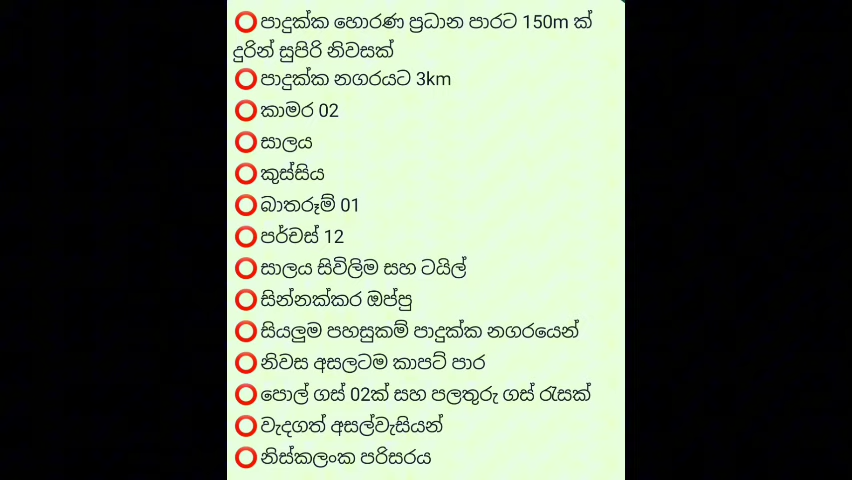 ⭕පාදුක්ක හොරණ ප්‍රධාන පාරට 150m ක්
දුරින් සුපිරි නිවසක්
⭕පාදුක්ක නගරයට 3km
⭕කාමර 02
⭕සාලය
⭕කුස්සිය
⭕බාතරූම් 01
⭕පර්චස් 12
⭕සාලය සිවිලිම සහ ටයිල්
⭕සින්නක්කර ඔප්පු
⭕සියලුම පහසුකම් පාදුක්ක නගරයෙන්
⭕නිවස අසලටම කාපට් පාර
⭕පොල් ගස් 02ක් සහ පලතුරු ගස් රැසක්
⭕වැදගත් අසල්වැසියන්
⭕නිස්කලංක පරිසරය